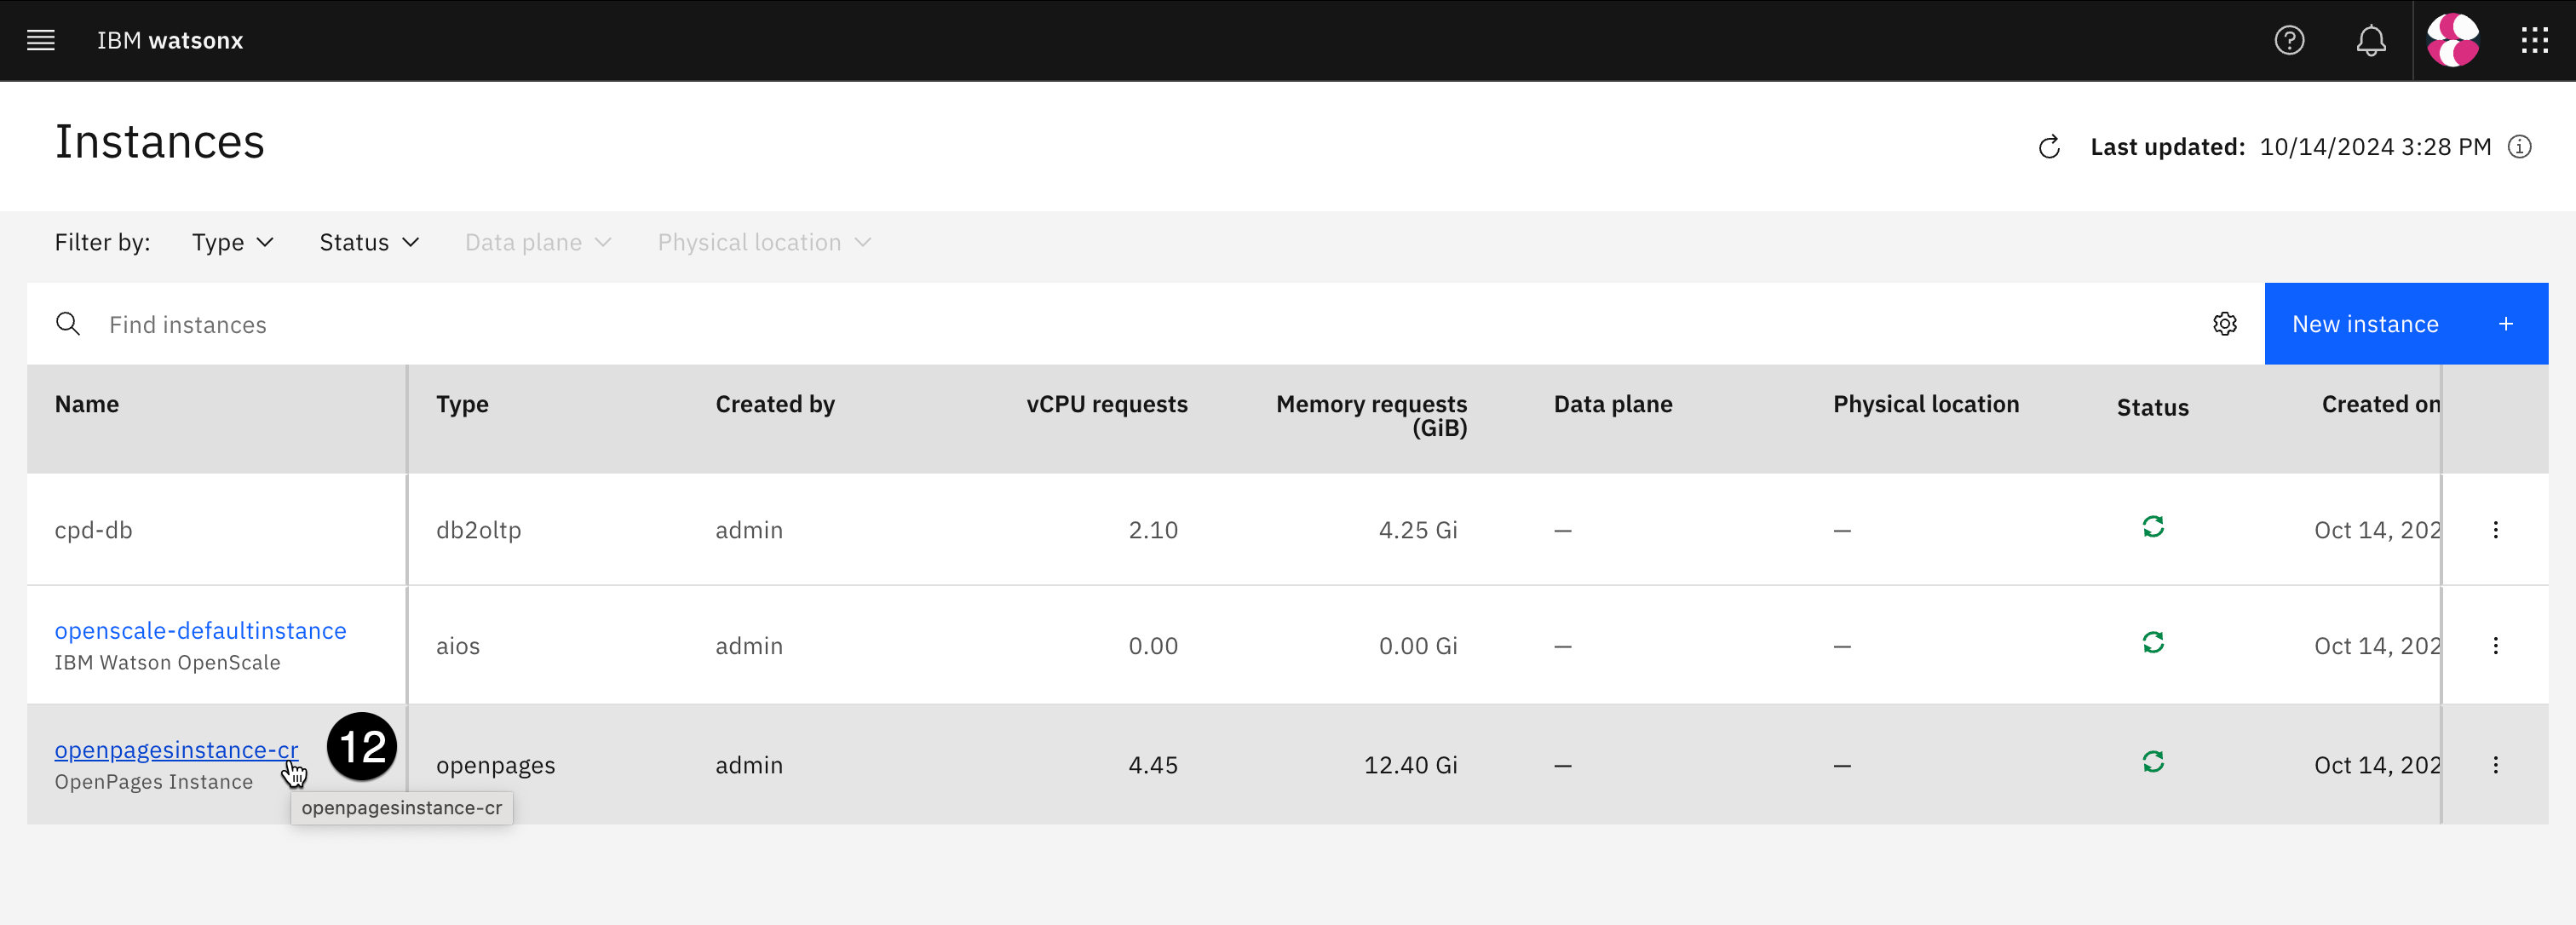 IBM watsonx
Instances
Last updated: 10/14/2024 3:28 PM
Filter by: Type Status Data plane Physical location
Find instances
New instance +
Name Type Created by vCPU requests Memory requests (GiB) Data plane Physical location Status Created on
cpd-db db2oltp admin 2.10 4.25 Gi — — Oct 14, 202
openscale-defaultinstance
IBM Watson OpenScale
aios admin 0.00 0.00 Gi — — Oct 14, 202
openpagesinstance-cr
OpenPages Instance
12
openpages admin 4.45 12.40 Gi — — Oct 14, 202
openpagesinstance-cr